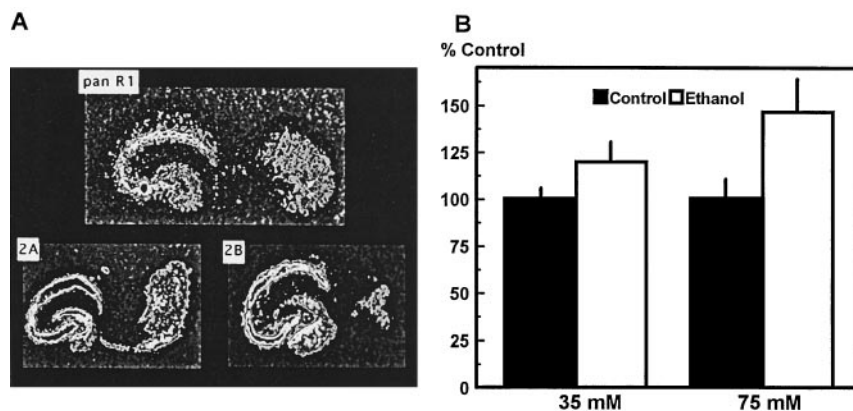 A
pan R1
2A
2B
B
% Control
Control Ethanol
150
125
100
75
50
25
0
35 mM
75 mM